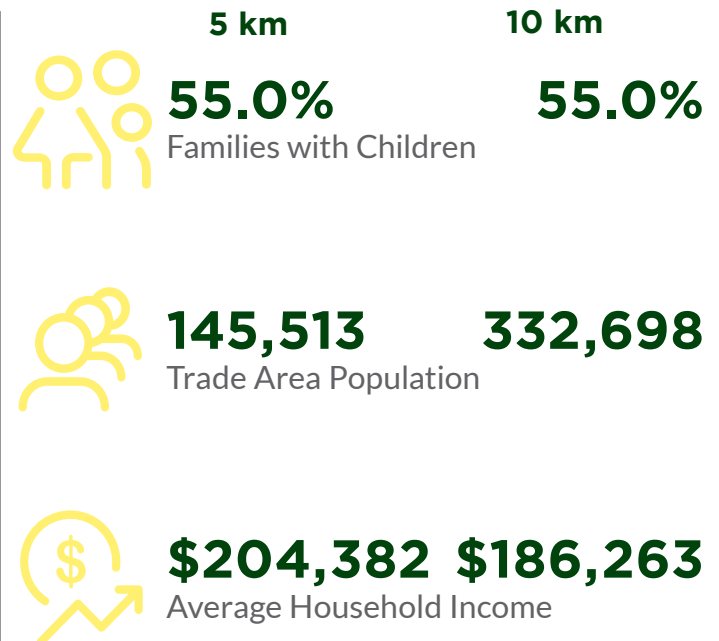 5 km 10 km
55.0% 55.0%
Families with Children
145,513 332,698
Trade Area Population
$
$204,382 $186,263
Average Household Income